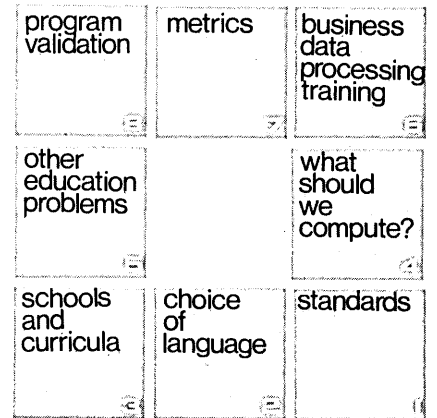 program
validation
metrics
business
data
processing
training
other
education
problems
what
should
we
compute?
schools
and
curricula
choice
of
language
standards